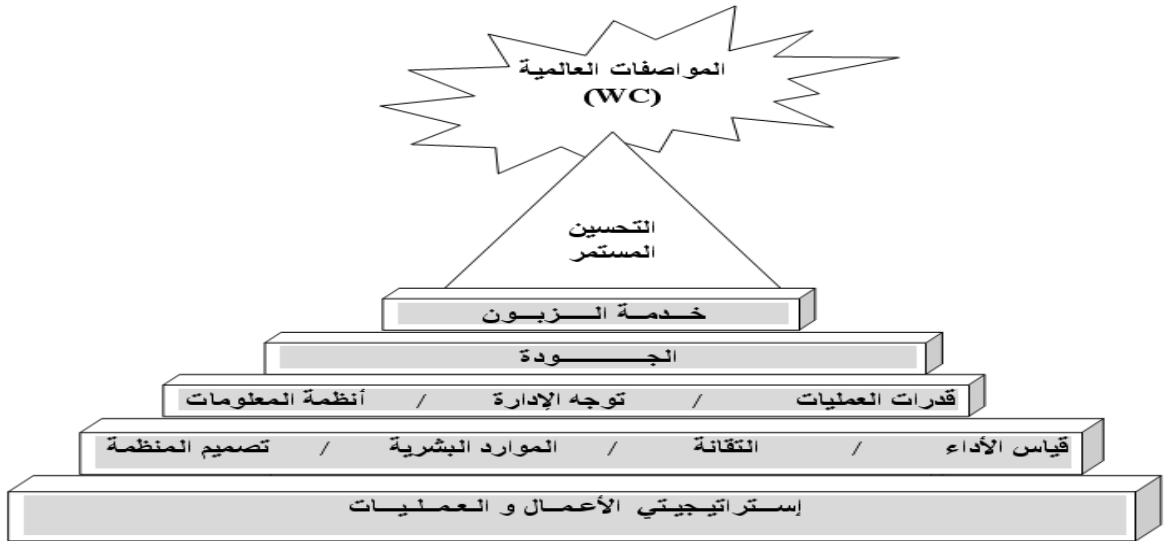 المواصفات العالمية
(WC)
التحسين
المستمر
خدمة الزبون
الجودة
قدرات العمليات / توجه الإدارة / أنظمة المعلومات
قياس الأداء / التقانة / الموارد البشرية / تصميم المنظمة
إستراتيجيتي الأعمال و العمليات